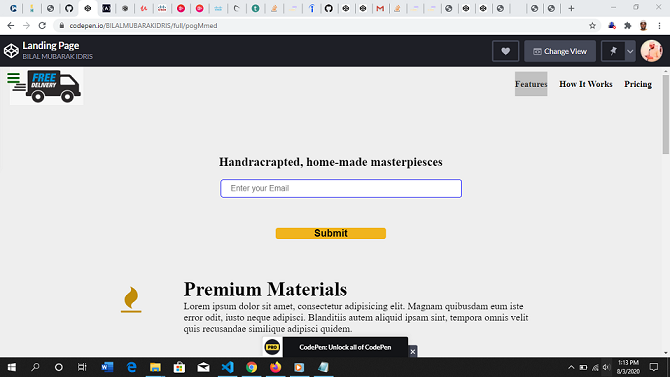 codepen.io/BILALMUBARAKIDRIS/full/pogMmed
Landing Page
BILAL MUBARAK IDRIS
Change View
FREE
DELIVERY
Features
How It Works
Pricing
Handracrapted, home-made masterpiesces
Enter your Email
Submit
Premium Materials
Lorem ipsum dolor sit amet, consectetur adipisicing elit. Magnam quibusdam eum iste
error odit, iusto neque adipisci. Blanditiis autem aliquid ipsam sint, tempora omnis velit
quis recusandae similique adipisci quidem.
PRO
CodePen: Unlock all of CodePen
1:13 PM
8/3/2020